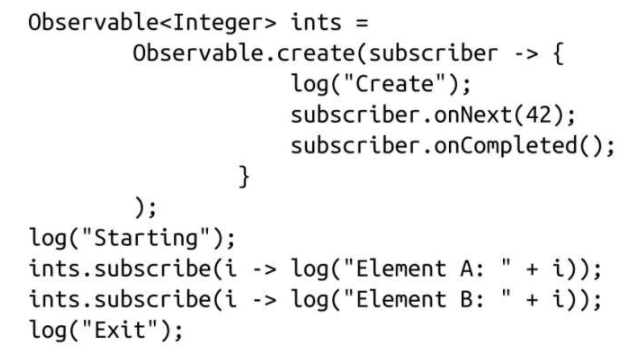 Observable<Integer> ints =
        Observable.create(subscriber -> {
                    log("Create");
                    subscriber.onNext(42);
                    subscriber.onCompleted();
                }
        );
log("Starting");
ints.subscribe(i -> log("Element A: " + i));
ints.subscribe(i -> log("Element B: " + i));
log("Exit");